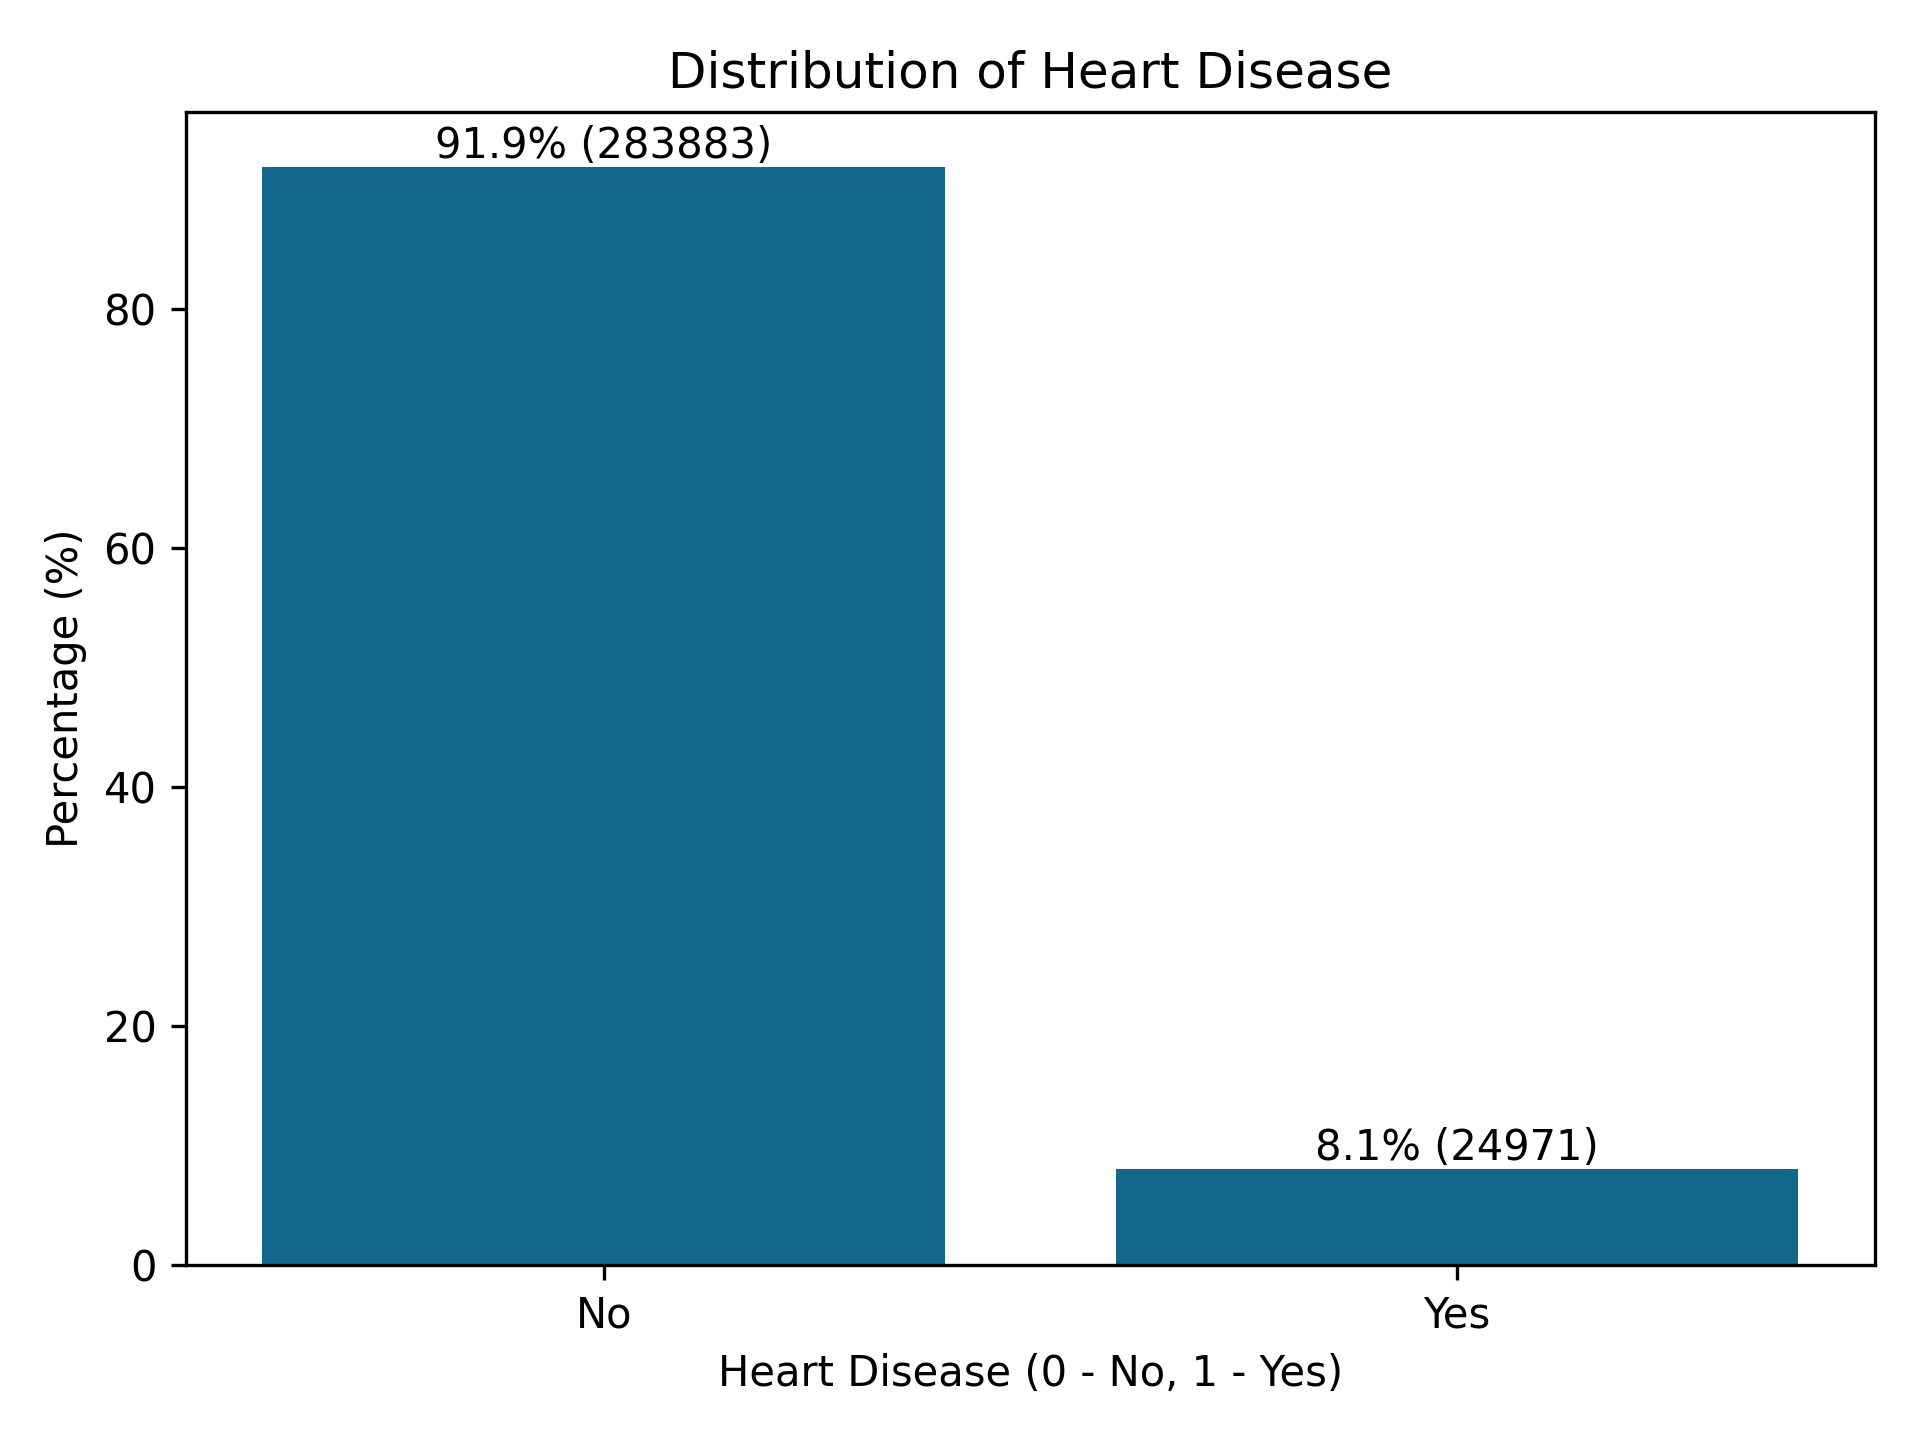 Distribution of Heart Disease
91.9% (283883)
80
60
40
20
0
Percentage (%)
8.1% (24971)
No
Yes
Heart Disease (0 - No, 1 - Yes)